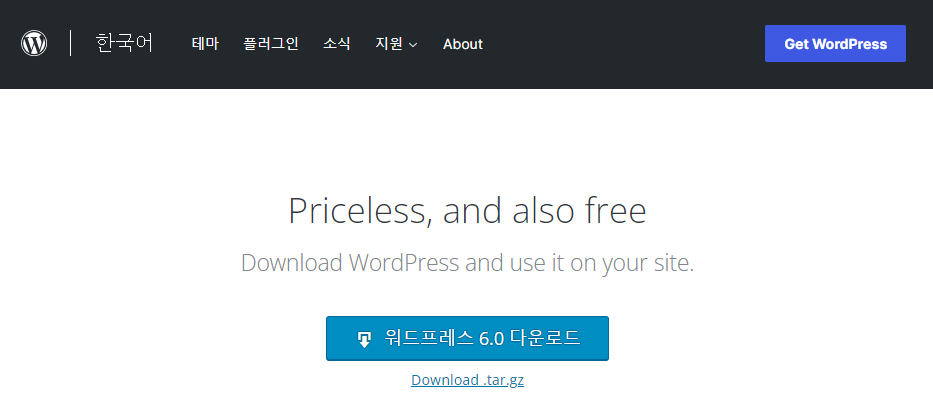 한국어 테마 플러그인 소식 지원 About Get WordPress
Priceless, and also free
Download WordPress and use it on your site.
워드프레스 6.0 다운로드
Download .tar.gz